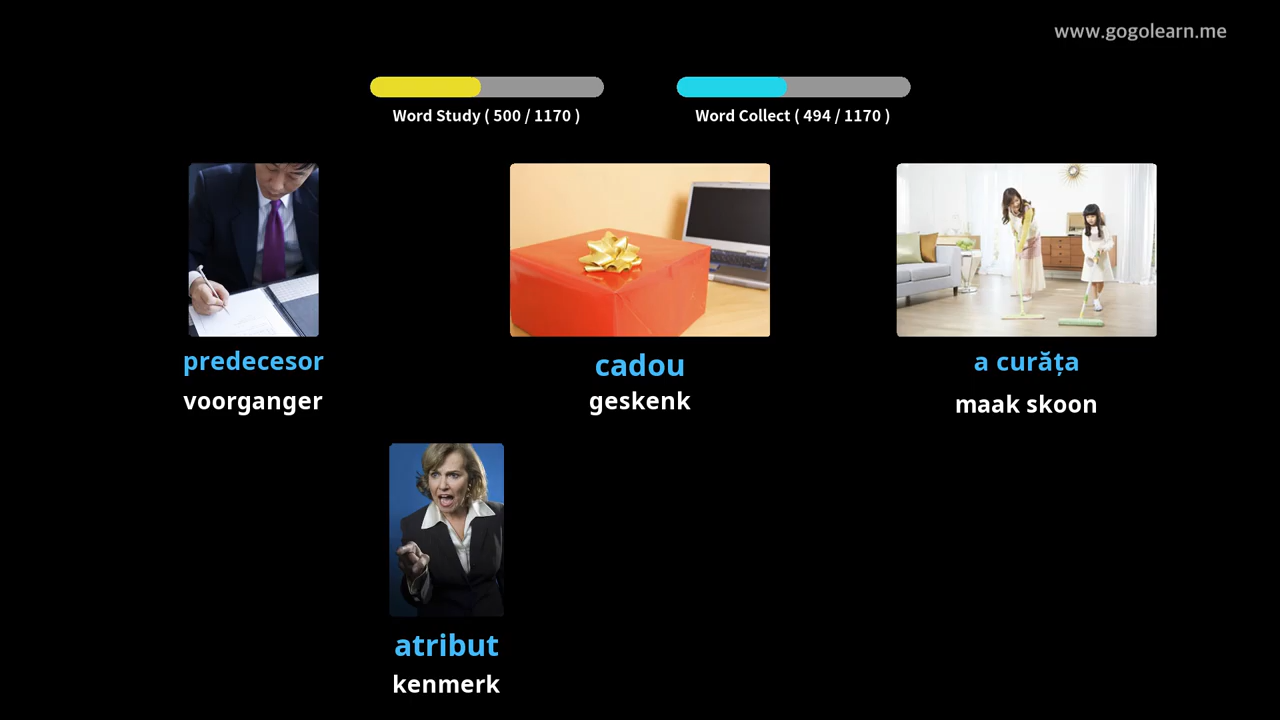 www.gogolearn.me
Word Study ( 500 / 1170 )
Word Collect ( 494 / 1170 )
predecesor
voorganger
cadou
geskenk
a curăța
maak skoon
atribut
kenmerk